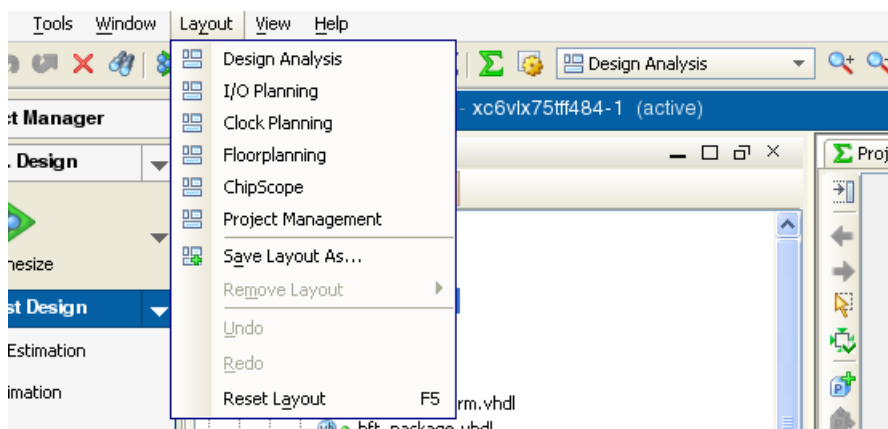 Tools Window Layout View Help
Design Analysis
Design Analysis
I/O Planning
- xc6vlx75tff484-1 (active)
ct Manager
Clock Planning
. Design
Floorplanning
Proj
ChipScope
Project Management
Save Layout As...
hesize
Remove Layout
st Design
Undo
Estimation
Redo
imation
Reset Layout F5
rm.vhdl
bft_package.vhdl